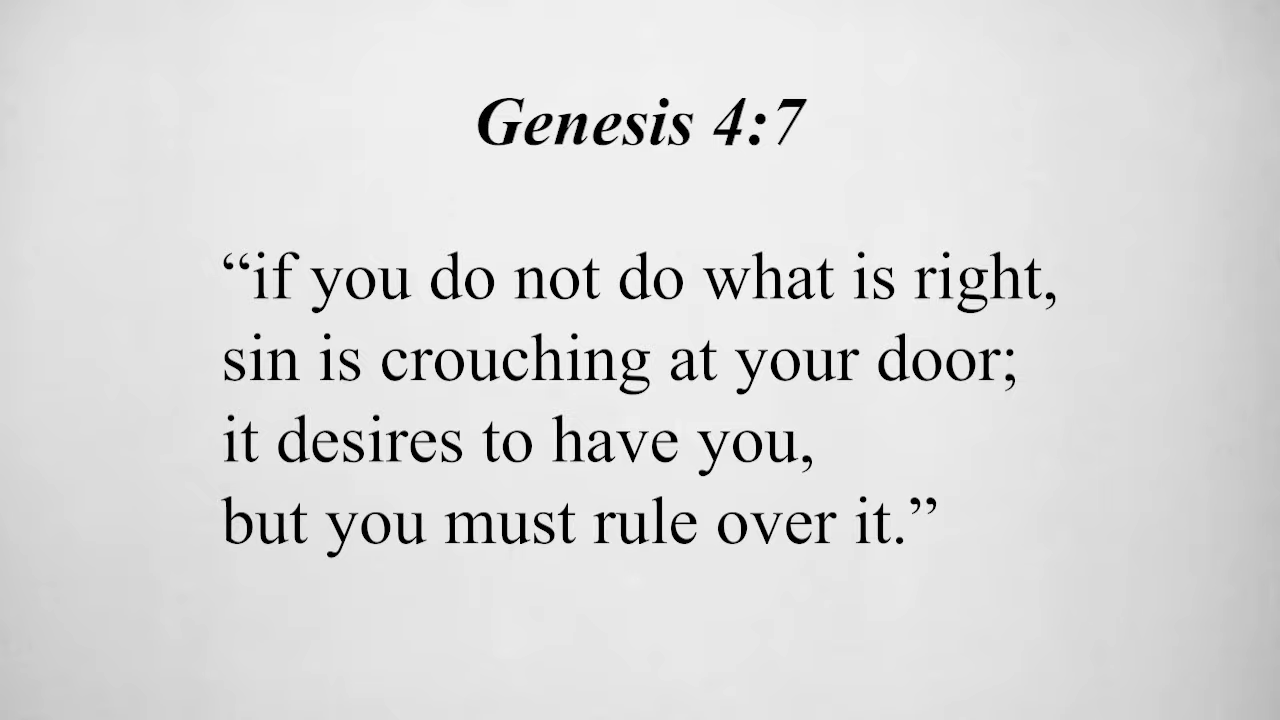 Genesis 4:7
“if you do not do what is right,
sin is crouching at your door;
it desires to have you,
but you must rule over it.”